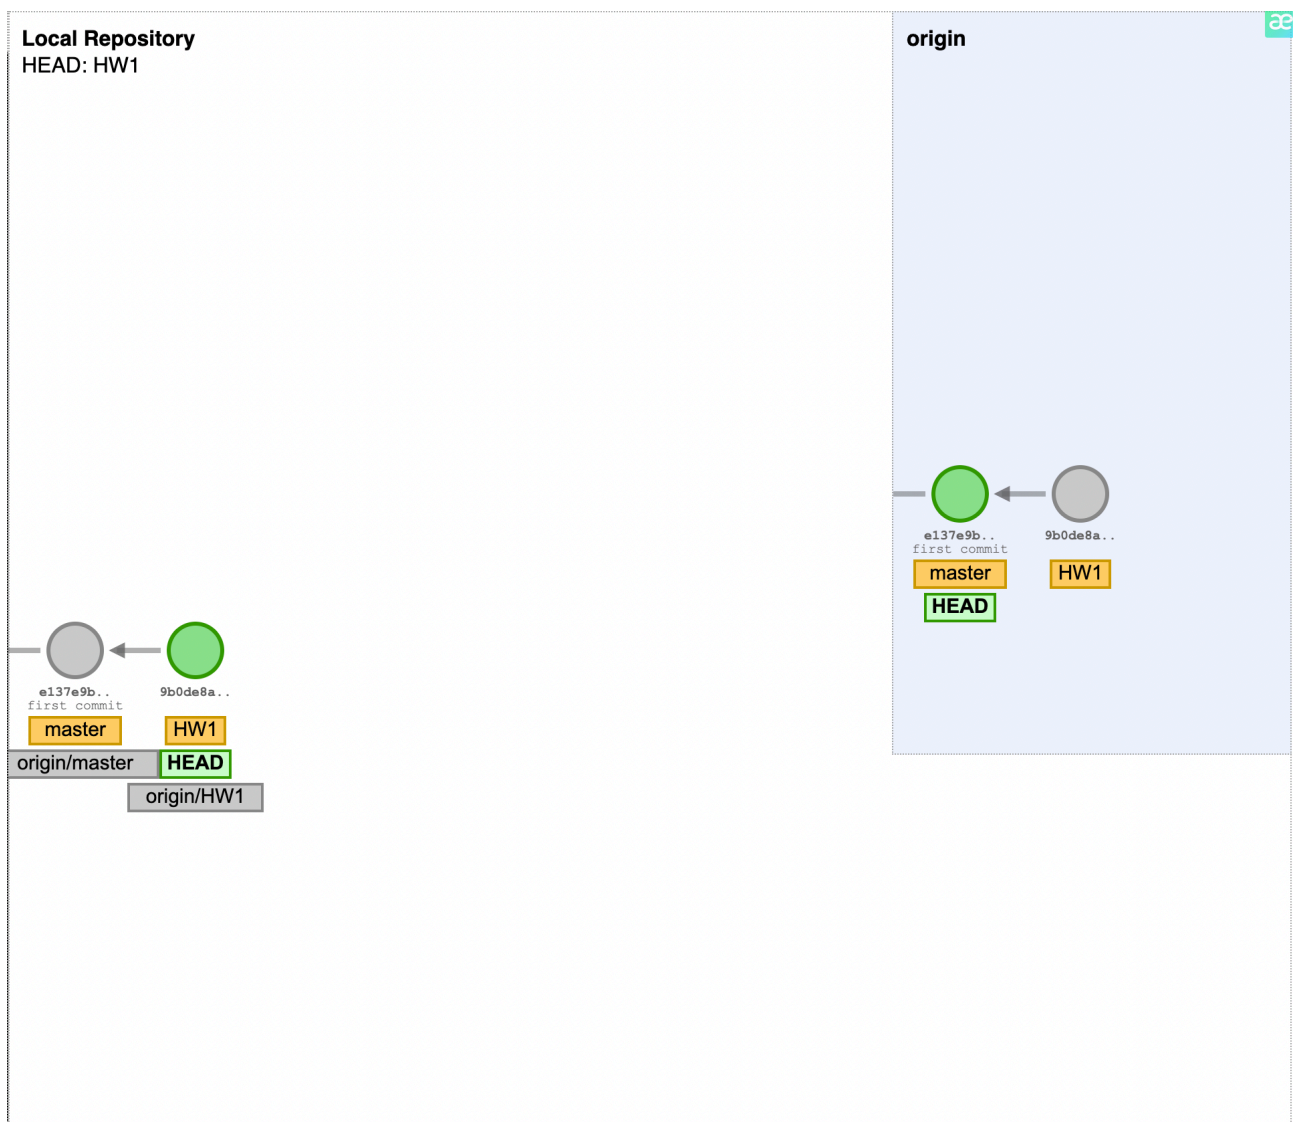 Local Repository
HEAD: HW1
origin
æ
e137e9b..
first commit
master
HEAD
9b0de8a..
HW1
e137e9b..
first commit
master
origin/master
9b0de8a..
HW1
HEAD
origin/HW1